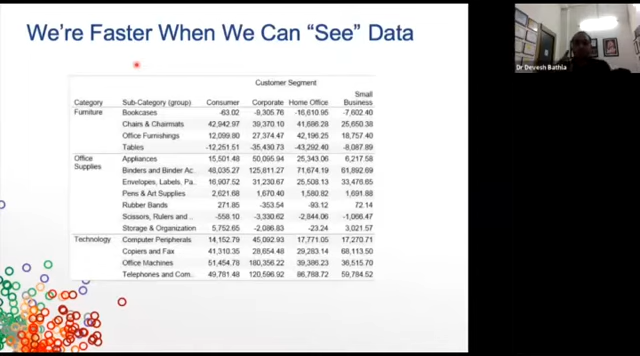 We're Faster When We Can "See" Data
Dr Devesh Bathla
Customer Segment
Category Sub-Category (group) Consumer Corporate Home Office Small Business
Furniture Bookcases -63.02 -9,305.76 -16,610.95 -7,602.40
Chairs & Chairmats 42,942.97 39,370.10 41,686.28 25,650.38
Office Furnishings 12,099.80 27,374.47 42,196.25 18,757.40
Tables -12,251.51 -35,430.73 -43,292.40 -8,087.89
Office Supplies Appliances 15,501.48 50,095.94 25,343.06 6,217.58
Binders and Binder Ac.. 48,035.27 125,811.27 71,674.19 61,892.69
Envelopes, Labels, Pa.. 16,907.52 31,230.67 25,508.13 33,476.65
Pens & Art Supplies 2,621.68 1,670.40 1,580.82 1,691.88
Rubber Bands 271.85 -353.54 -93.12 72.14
Scissors, Rulers and... -558.10 -3,330.62 -2,844.06 -1,066.47
Storage & Organization 5,752.65 -2,086.83 -23.24 3,021.57
Technology Computer Peripherals 14,152.79 45,092.93 17,771.05 17,270.71
Copiers and Fax 41,310.35 28,654.48 29,283.14 68,113.50
Office Machines 51,454.78 180,356.22 39,386.23 36,515.70
Telephones and Com.. 49,781.48 120,596.92 86,788.72 59,784.52